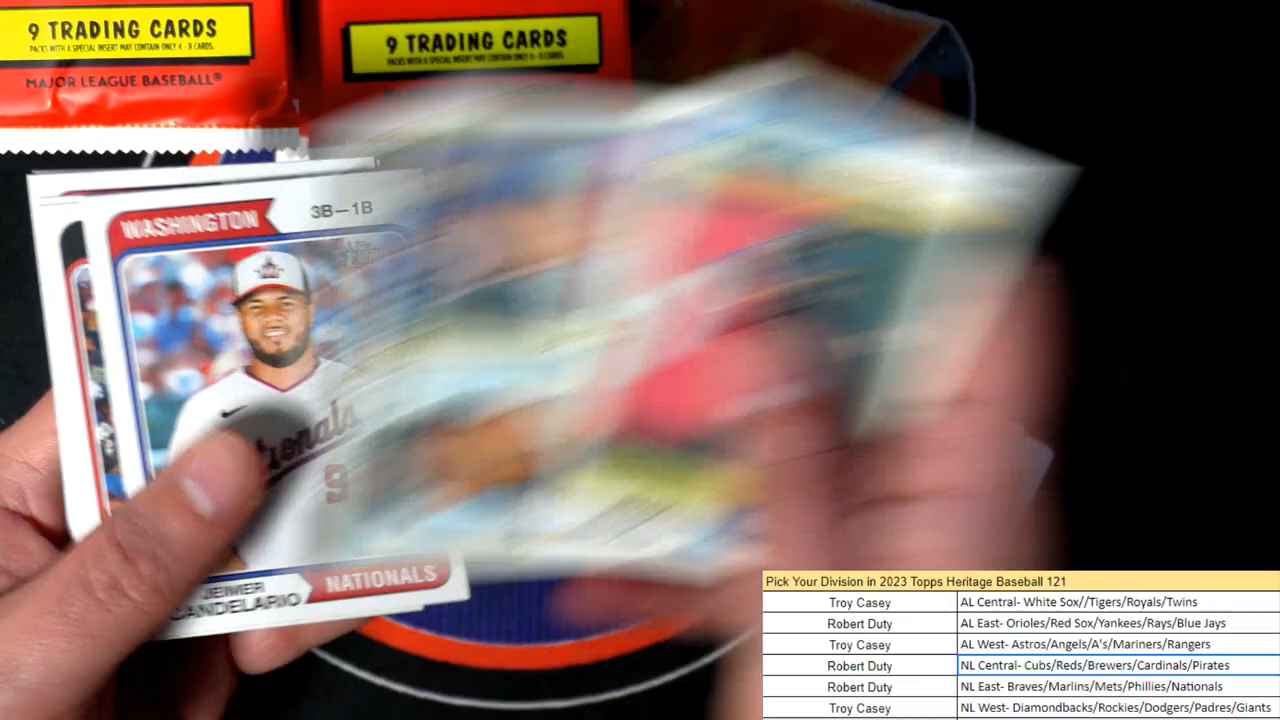 9 TRADING CARDS
PACKS WITH A SPECIAL INSERT MAY CONTAIN ONLY 4 - 8 CARDS.
MAJOR LEAGUE BASEBALL®
9 TRADING CARDS
PACKS WITH A SPECIAL INSERT MAY CONTAIN ONLY 4 - 8 CARDS.
WASHINGTON
3B—1B
NATIONALS
JEIMER
CANDELARIO
Pick Your Division in 2023 Topps Heritage Baseball 121
Troy Casey AL Central- White Sox//Tigers/Royals/Twins
Robert Duty AL East- Orioles/Red Sox/Yankees/Rays/Blue Jays
Troy Casey AL West- Astros/Angels/A's/Mariners/Rangers
Robert Duty NL Central- Cubs/Reds/Brewers/Cardinals/Pirates
Robert Duty NL East- Braves/Marlins/Mets/Phillies/Nationals
Troy Casey NL West- Diamondbacks/Rockies/Dodgers/Padres/Giants